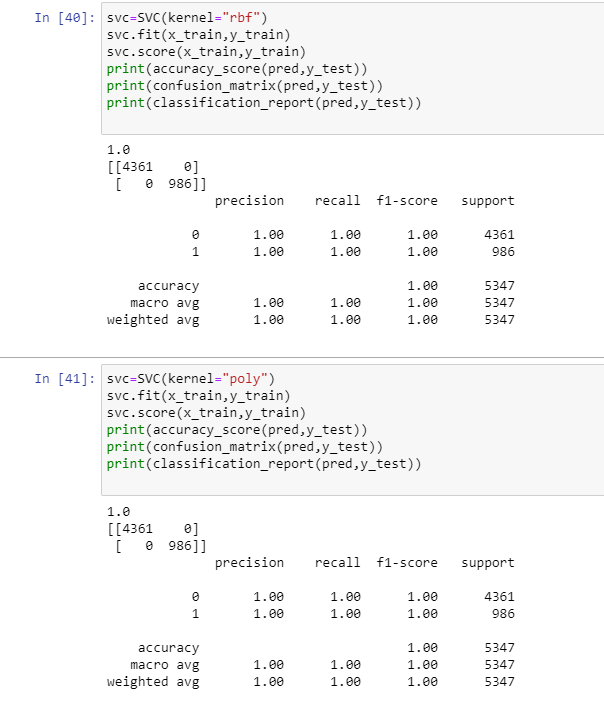 In [40]: svc=SVC(kernel="rbf")
svc.fit(x_train,y_train)
svc.score(x_train,y_train)
print(accuracy_score(pred,y_test))
print(confusion_matrix(pred,y_test))
print(classification_report(pred,y_test))
1.0
[[4361    0]
 [   0  986]]
              precision    recall  f1-score   support
           0       1.00      1.00      1.00      4361
           1       1.00      1.00      1.00       986
    accuracy                           1.00      5347
   macro avg       1.00      1.00      1.00      5347
weighted avg       1.00      1.00      1.00      5347
In [41]: svc=SVC(kernel="poly")
svc.fit(x_train,y_train)
svc.score(x_train,y_train)
print(accuracy_score(pred,y_test))
print(confusion_matrix(pred,y_test))
print(classification_report(pred,y_test))
1.0
[[4361    0]
 [   0  986]]
              precision    recall  f1-score   support
           0       1.00      1.00      1.00      4361
           1       1.00      1.00      1.00       986
    accuracy                           1.00      5347
   macro avg       1.00      1.00      1.00      5347
weighted avg       1.00      1.00      1.00      5347